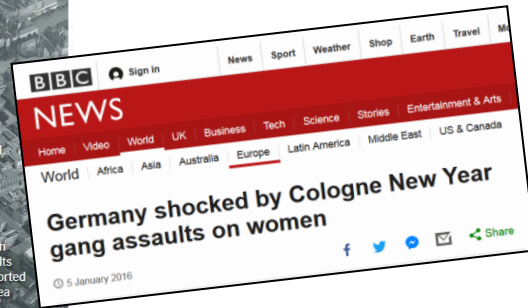 BBC Sign in News Sport Weather Shop Earth Travel
NEWS
Home Video World UK Business Tech Science Stories Entertainment & Arts
World Africa Asia Australia Europe Latin America Middle East US & Canada
Germany shocked by Cologne New Year
gang assaults on women
5 January 2016 Share